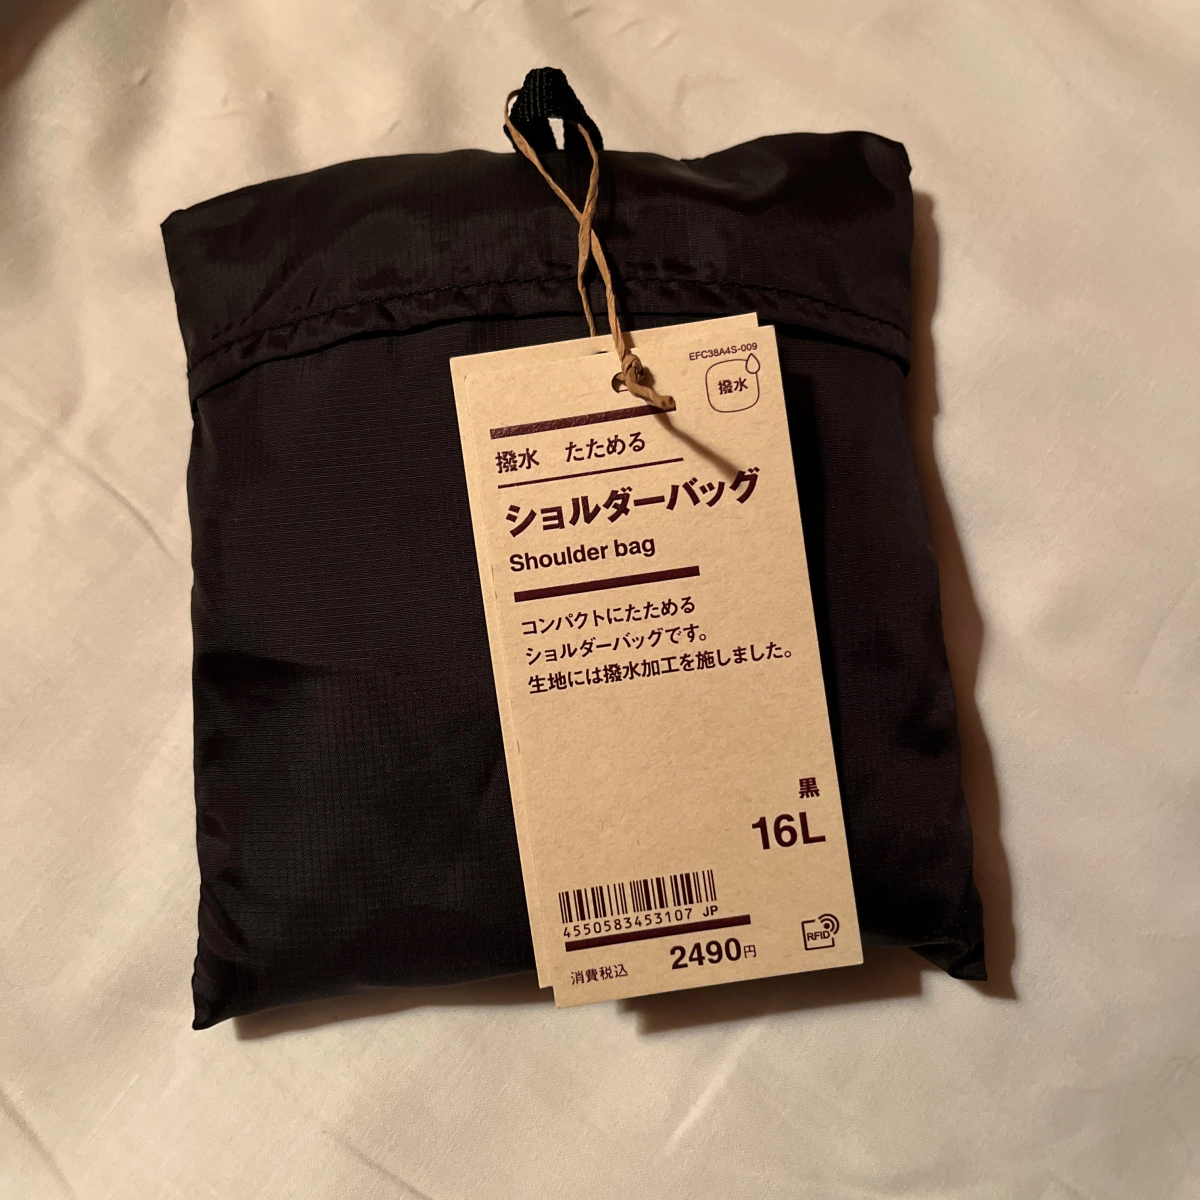 EFC38A4S-009
撥水
撥水　たためる
ショルダーバッグ
Shoulder bag
コンパクトにたためる
ショルダーバッグです。
生地には撥水加工を施しました。
黒
16L
4550583453107 JP
消費税込 2490円
RFID